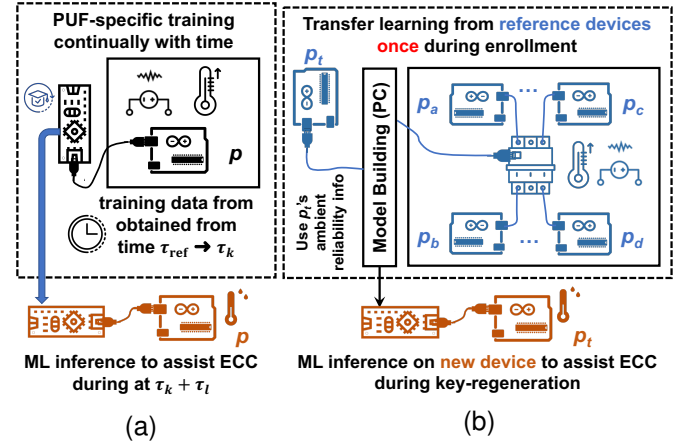 PUF-specific training
continually with time
p
training data from
obtained from
time τref → τk
p
ML inference to assist ECC
during at τk + τl
(a)
Transfer learning from reference devices
once during enrollment
pt
Use pt's
ambient
reliability info
Model Building (PC)
pa
...
pc
pb
...
pd
pt
ML inference on new device to assist ECC
during key-regeneration
(b)